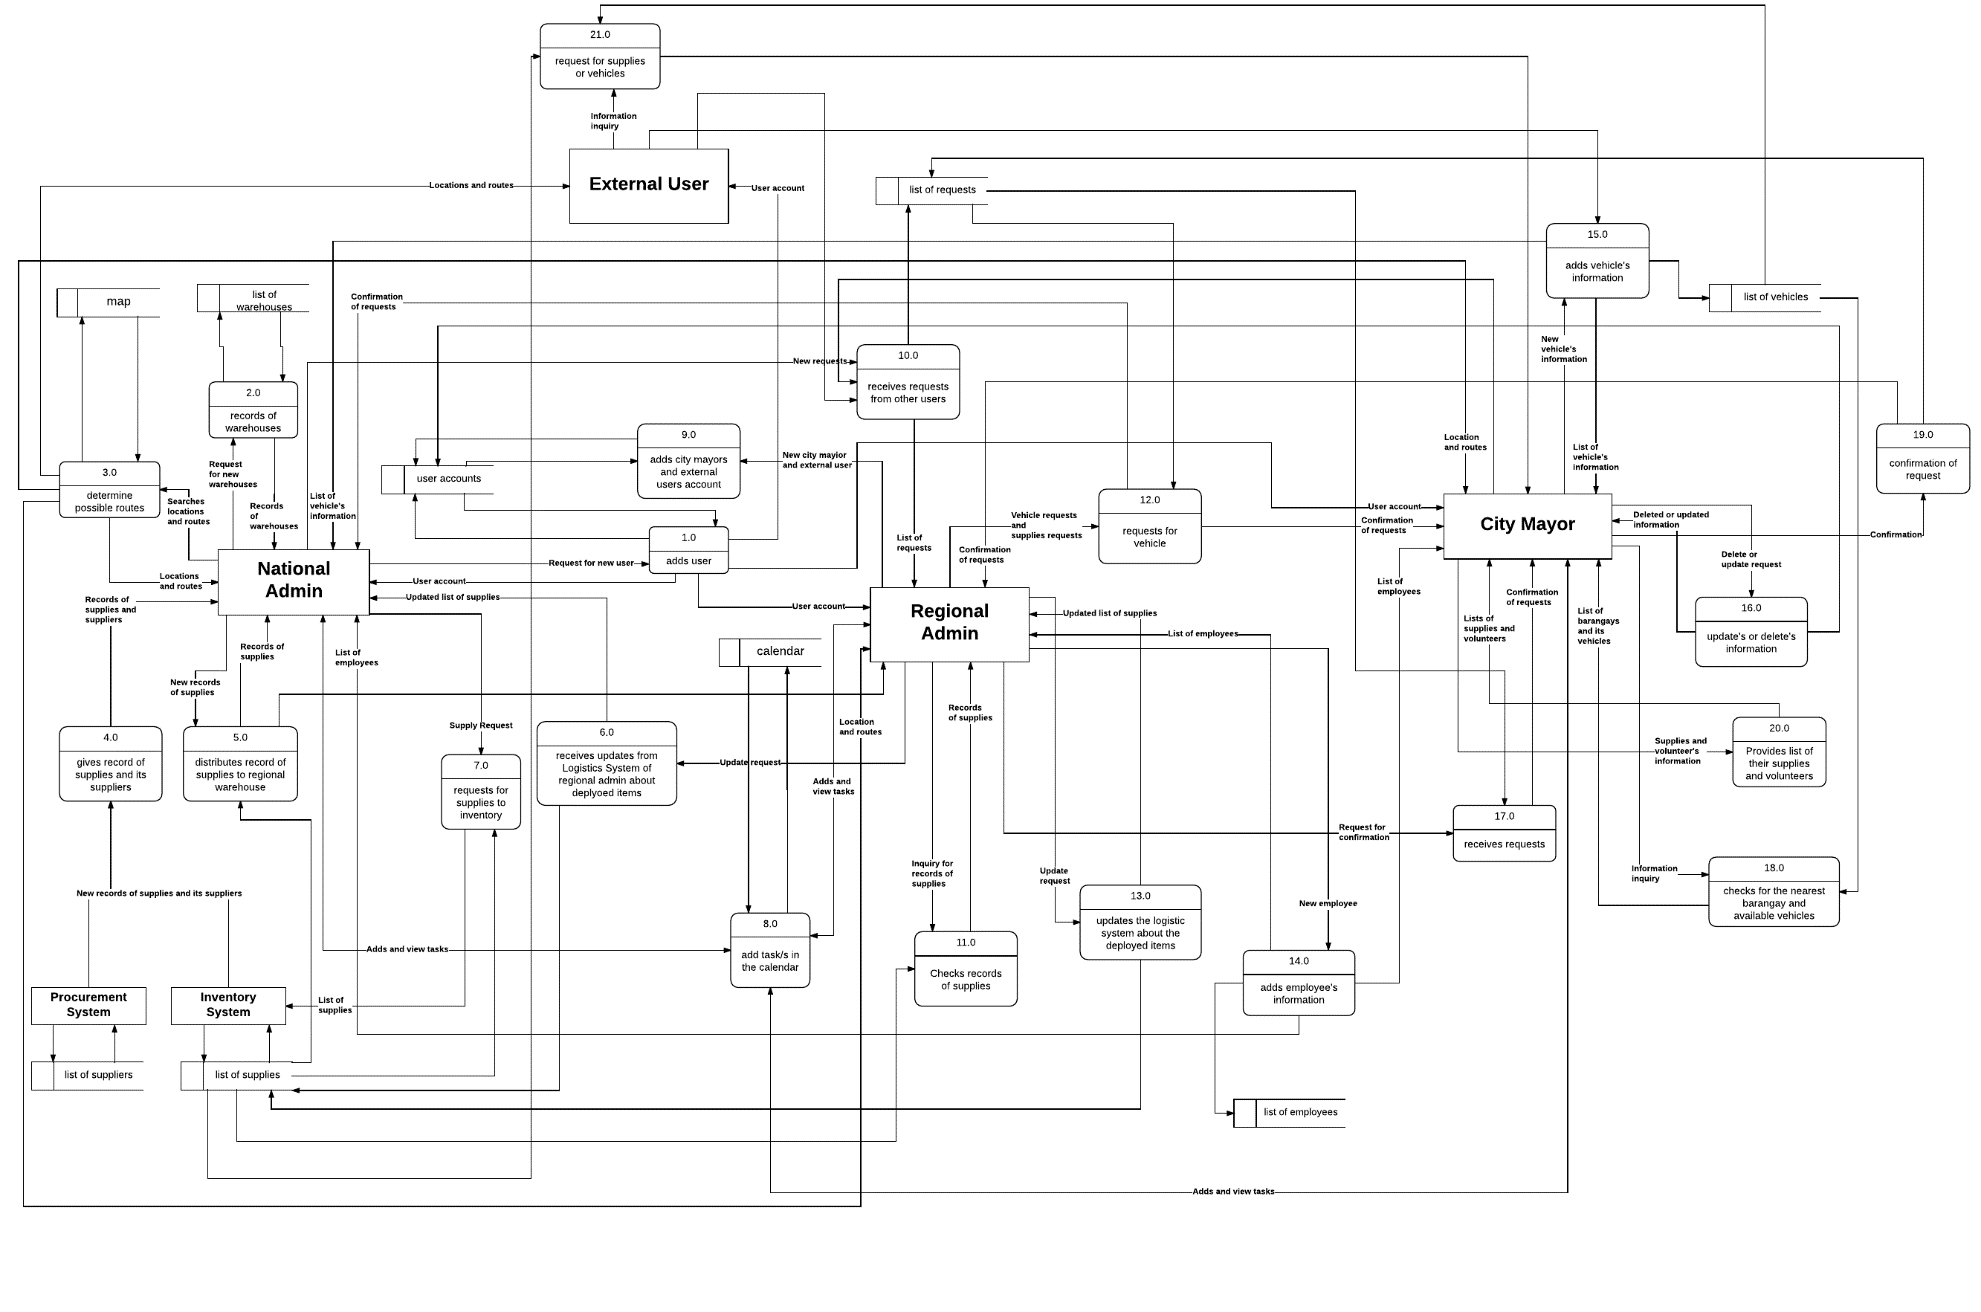 21.0
request for supplies
or vehicles
Information
inquiry
External User
Locations and routes
User account
list of requests
15.0
adds vehicle's
information
list of vehicles
map
list of
warehouses
Confirmation
of requests
New
vehicle's
information
10.0
receives requests
from other users
New requests
2.0
records of
warehouses
9.0
adds city mayors
and external
users account
New city mayior
and external user
user accounts
Location
and routes
List of
vehicle's
information
19.0
confirmation of
request
3.0
determine
possible routes
Request
for new
warehouses
Searches
locations
and routes
Records
of
warehouses
List of
vehicle's
information
12.0
requests for
vehicle
Vehicle requests
and
supplies requests
User account
Confirmation
of requests
City Mayor
Deleted or updated
information
Confirmation
1.0
adds user
List of
requests
Confirmation
of requests
Delete or
update request
National
Admin
Request for new user
User account
Updated list of supplies
Locations
and routes
Records of
supplies and
suppliers
User account
Regional
Admin
Updated list of supplies
List of employees
List of
employees
Confirmation
of requests
Lists of
supplies and
volunteers
List of
barangays
and its
vehicles
16.0
update's or delete's
information
Records of
supplies
List of
employees
calendar
New records
of supplies
4.0
gives record of
supplies and its
suppliers
5.0
distributes record of
supplies to regional
warehouse
Supply Request
6.0
receives updates from
Logistics System of
regional admin about
deplyoed items
7.0
requests for
supplies to
inventory
Update request
Location
and routes
Adds and
view tasks
Records
of supplies
20.0
Provides list of
their supplies
and volunteers
Supplies and
volunteer's
information
17.0
receives requests
Request for
confirmation
Inquiry for
records of
supplies
Update
request
18.0
checks for the nearest
barangay and
available vehicles
Information
inquiry
New records of supplies and its suppliers
13.0
updates the logistic
system about the
deployed items
New employee
8.0
add task/s in
the calendar
Adds and view tasks
11.0
Checks records
of supplies
14.0
adds employee's
information
Procurement
System
Inventory
System
List of
supplies
list of suppliers
list of supplies
list of employees
Adds and view tasks